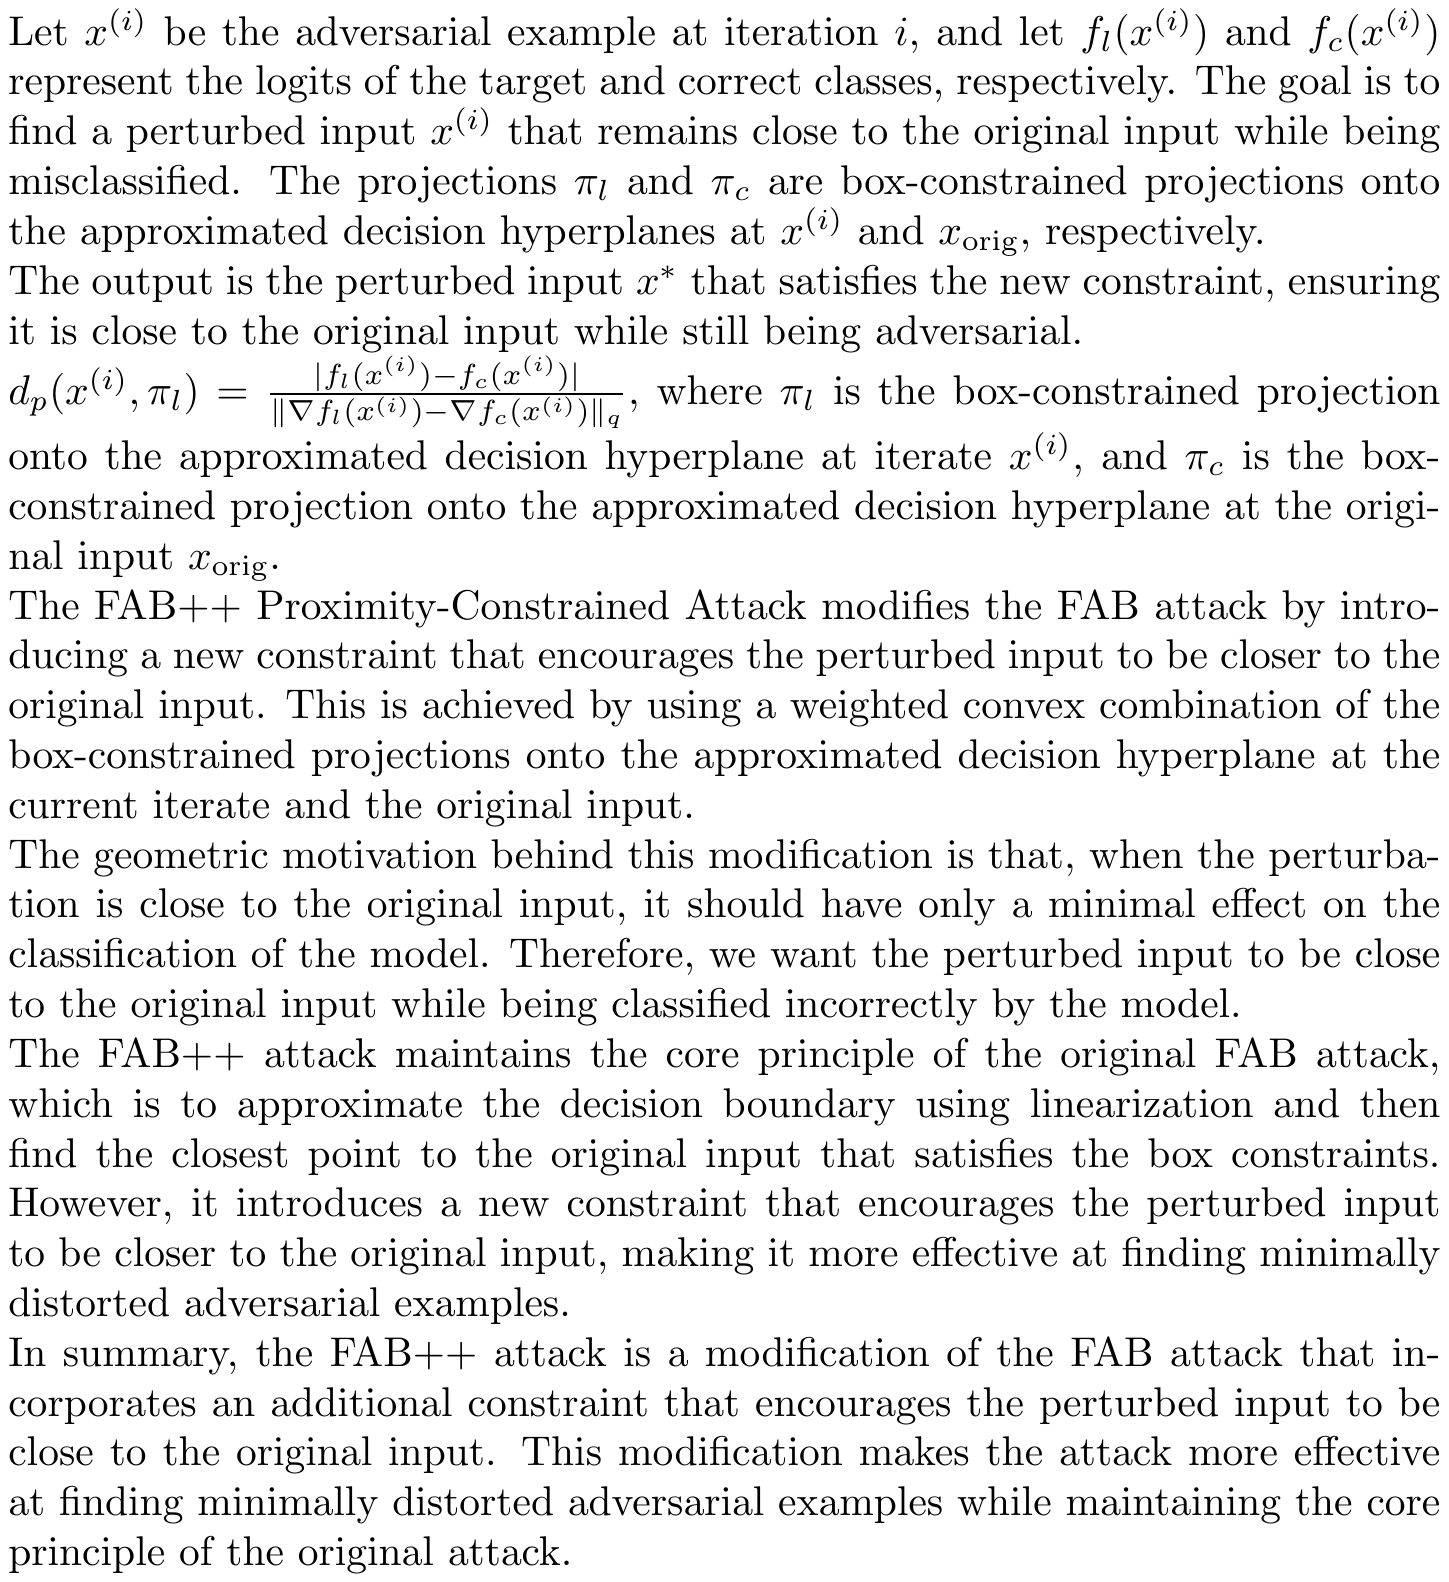 Let x^{(i)} be the adversarial example at iteration i, and let f_l(x^{(i)}) and f_c(x^{(i)})
represent the logits of the target and correct classes, respectively. The goal is to
find a perturbed input x^{(i)} that remains close to the original input while being
misclassified. The projections π_l and π_c are box-constrained projections onto
the approximated decision hyperplanes at x^{(i)} and x_{orig}, respectively.
The output is the perturbed input x^* that satisfies the new constraint, ensuring
it is close to the original input while still being adversarial.
d_p(x^{(i)}, π_l) = \frac{|f_l(x^{(i)})−f_c(x^{(i)})|}{‖∇f_l(x^{(i)})−∇f_c(x^{(i)})‖_q}, where π_l is the box-constrained projection
onto the approximated decision hyperplane at iterate x^{(i)}, and π_c is the box-
constrained projection onto the approximated decision hyperplane at the origi-
nal input x_{orig}.
The FAB++ Proximity-Constrained Attack modifies the FAB attack by intro-
ducing a new constraint that encourages the perturbed input to be closer to the
original input. This is achieved by using a weighted convex combination of the
box-constrained projections onto the approximated decision hyperplane at the
current iterate and the original input.
The geometric motivation behind this modification is that, when the perturba-
tion is close to the original input, it should have only a minimal effect on the
classification of the model. Therefore, we want the perturbed input to be close
to the original input while being classified incorrectly by the model.
The FAB++ attack maintains the core principle of the original FAB attack,
which is to approximate the decision boundary using linearization and then
find the closest point to the original input that satisfies the box constraints.
However, it introduces a new constraint that encourages the perturbed input
to be closer to the original input, making it more effective at finding minimally
distorted adversarial examples.
In summary, the FAB++ attack is a modification of the FAB attack that in-
corporates an additional constraint that encourages the perturbed input to be
close to the original input. This modification makes the attack more effective
at finding minimally distorted adversarial examples while maintaining the core
principle of the original attack.